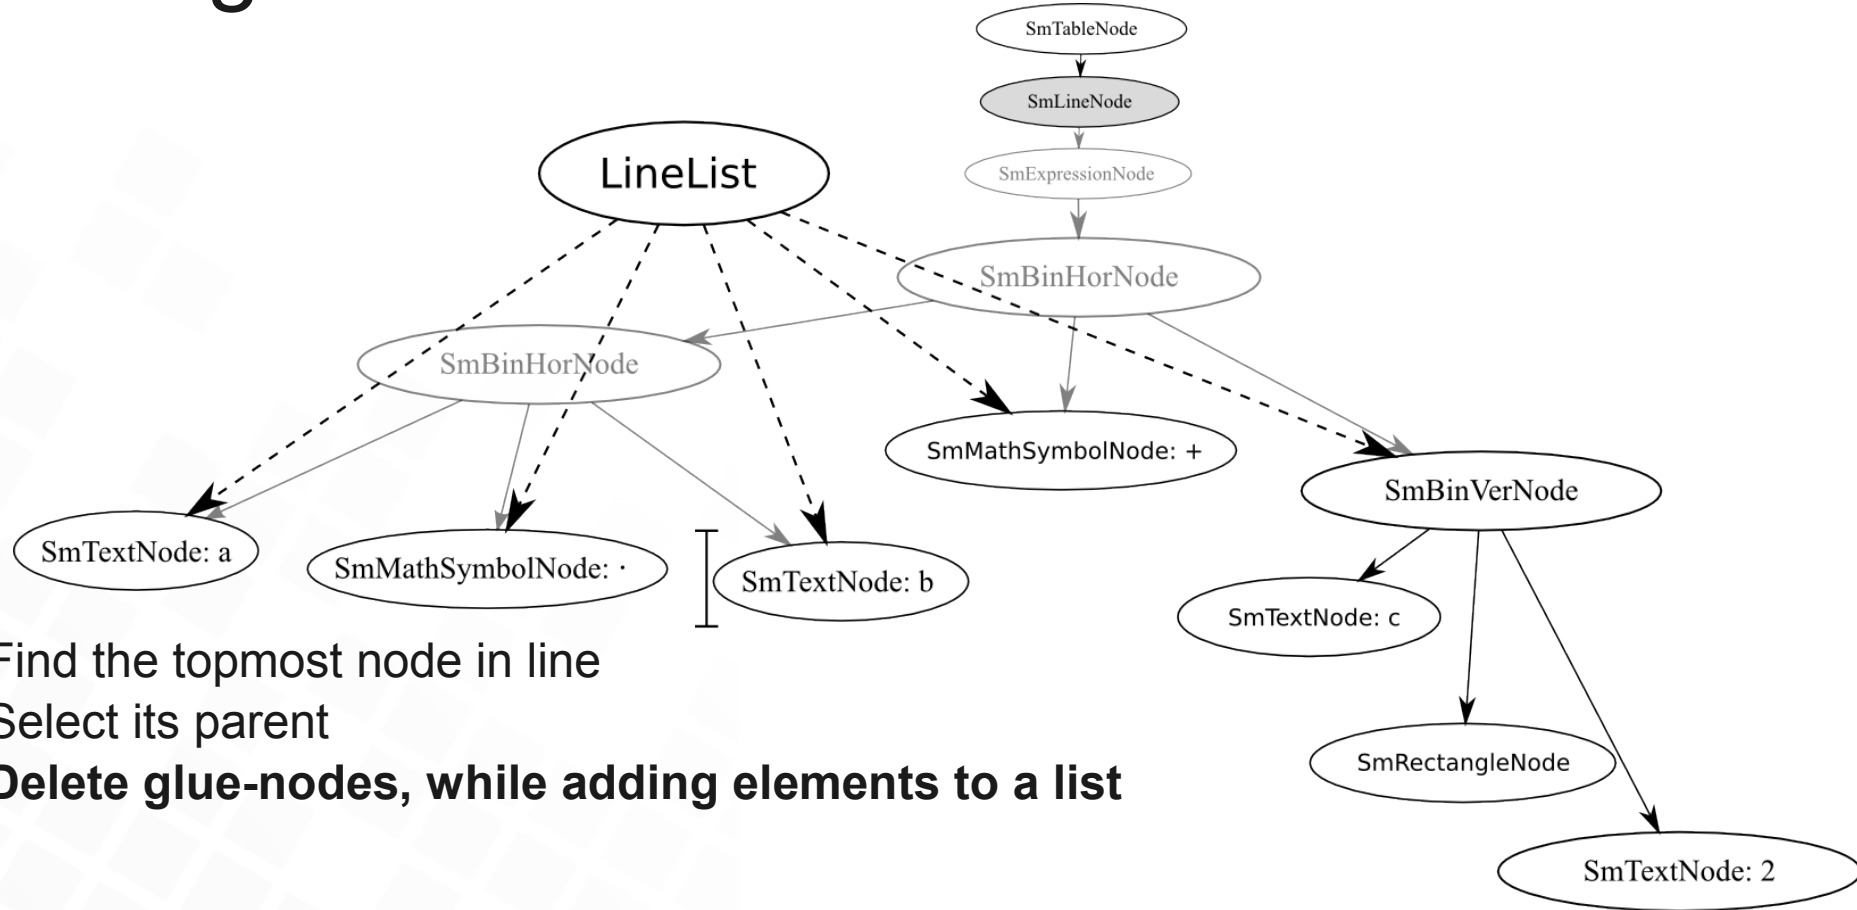 SmTableNode
SmLineNode
SmExpressionNode
LineList
SmBinHorNode
SmBinHorNode
SmMathSymbolNode: +
SmBinVerNode
SmTextNode: a
SmMathSymbolNode: ·
SmTextNode: b
SmTextNode: c
Find the topmost node in line
Select its parent
SmRectangleNode
Delete glue-nodes, while adding elements to a list
SmTextNode: 2